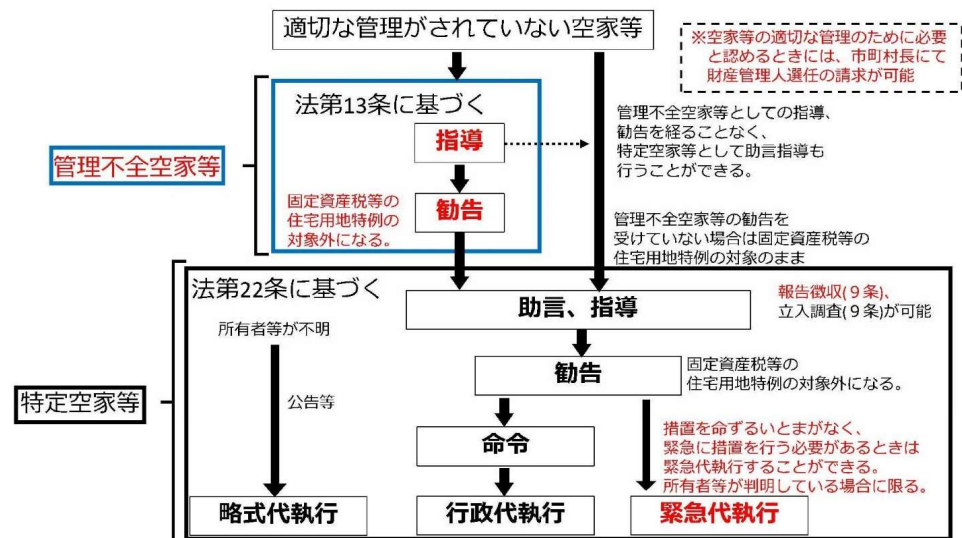 適切な管理がされていない空家等
※空家等の適切な管理のために必要
と認めるときには、市町村長にて
財産管理人選任の請求が可能
法第13条に基づく
指導
管理不全空家等
固定資産税等の
住宅用地特例の
対象外になる。
勧告
管理不全空家等としての指導、
勧告を経ることなく、
特定空家等として助言指導も
行うことができる。
管理不全空家等の勧告を
受けていない場合は固定資産税等の
住宅用地特例の対象のまま
法第22条に基づく
助言、指導
報告徴収(９条)、
立入調査(９条)が可能
所有者等が不明
勧告
固定資産税等の
住宅用地特例の対象外になる。
特定空家等
公告等
命令
措置を命ずるいとまがなく、
緊急に措置を行う必要があるときは
緊急代執行することができる。
所有者等が判明している場合に限る。
略式代執行
行政代執行
緊急代執行